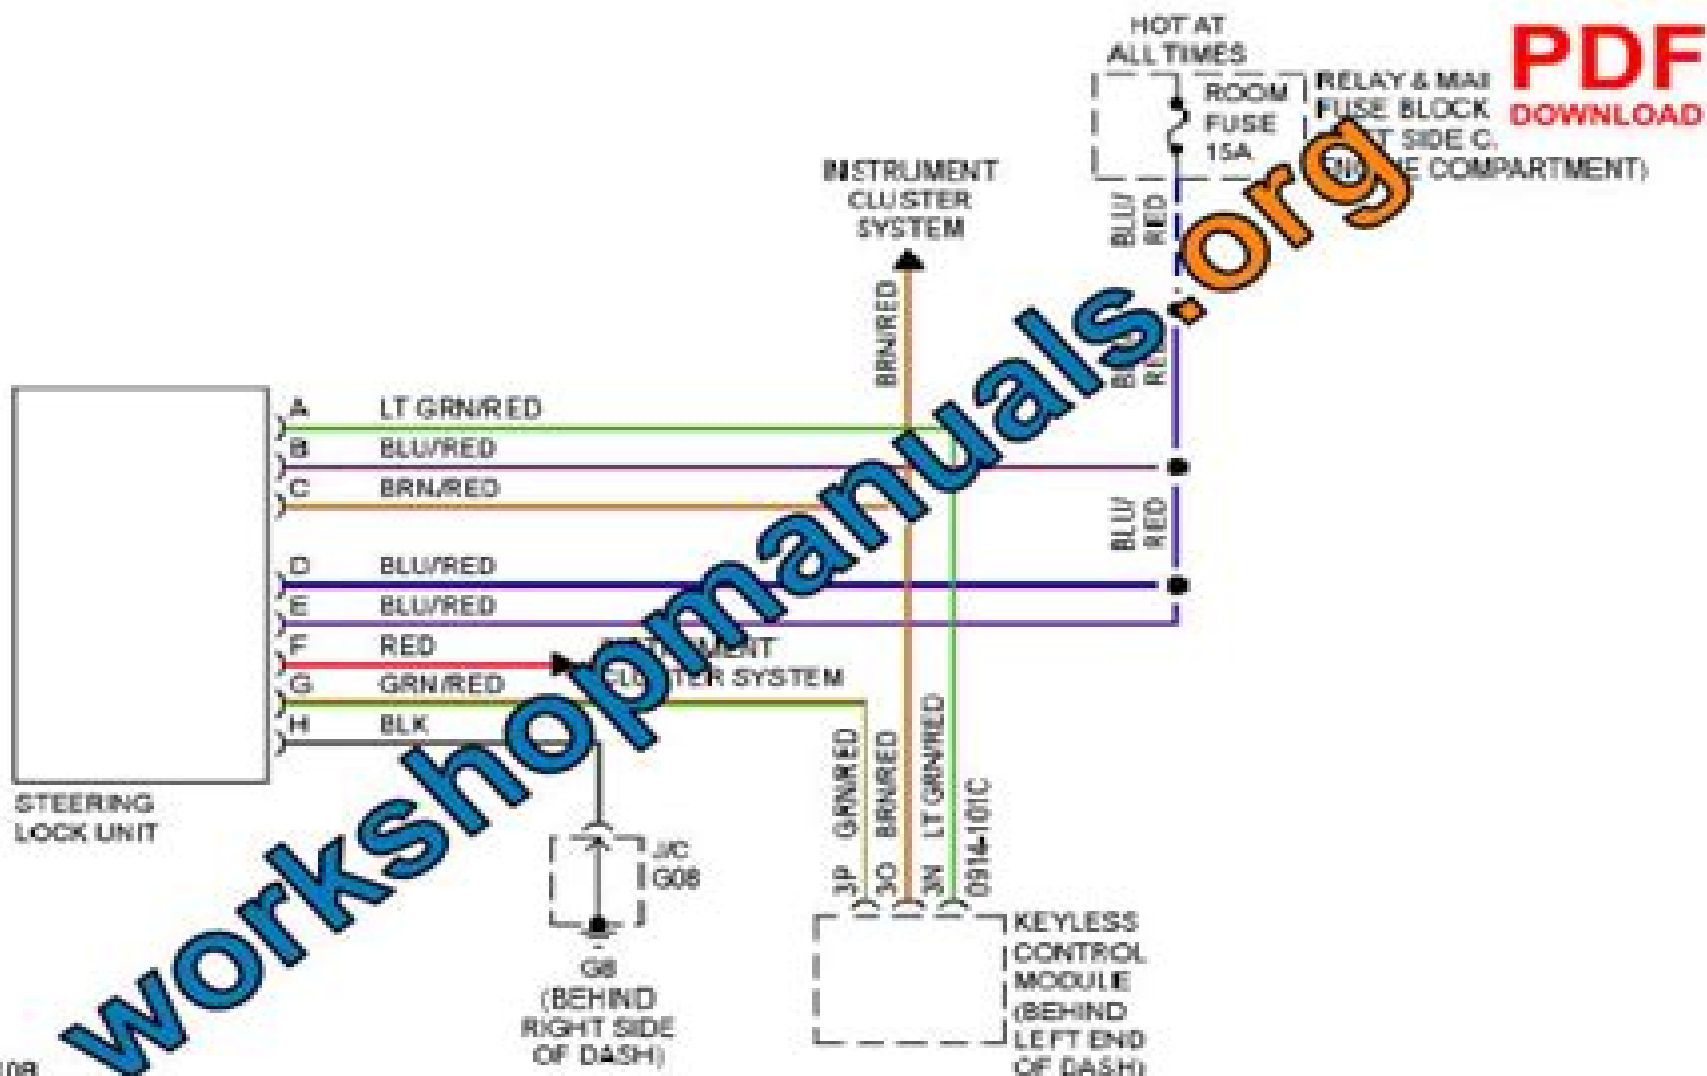 HOT AT
ALL TIMES
PDF
DOWNLOAD
ROOM
FUSE
15A
RELAY & MAI
FUSE BLOCK
SIDE
COMPARTMENT)
INSTRUMENT
CLUSTER
SYSTEM
BLU/
RED
BRN/RED
A LT GRN/RED
B BLU/RED
C BRN/RED
BLU/
RED
D BLU/RED
E BLU/RED
F RED
CLUSTER SYSTEM
G GRN/RED
H BLK
STEERING
LOCK UNIT
J/C
G08
G8
(BEHIND
RIGHT SIDE
OF DASH)
GRN/RED
BRN/RED
LT GRN/RED
3P
3O
3N
0914-101C
KEYLESS
CONTROL
MODULE
(BEHIND
LEFT END
OF DASH)
workshopmanuals.org